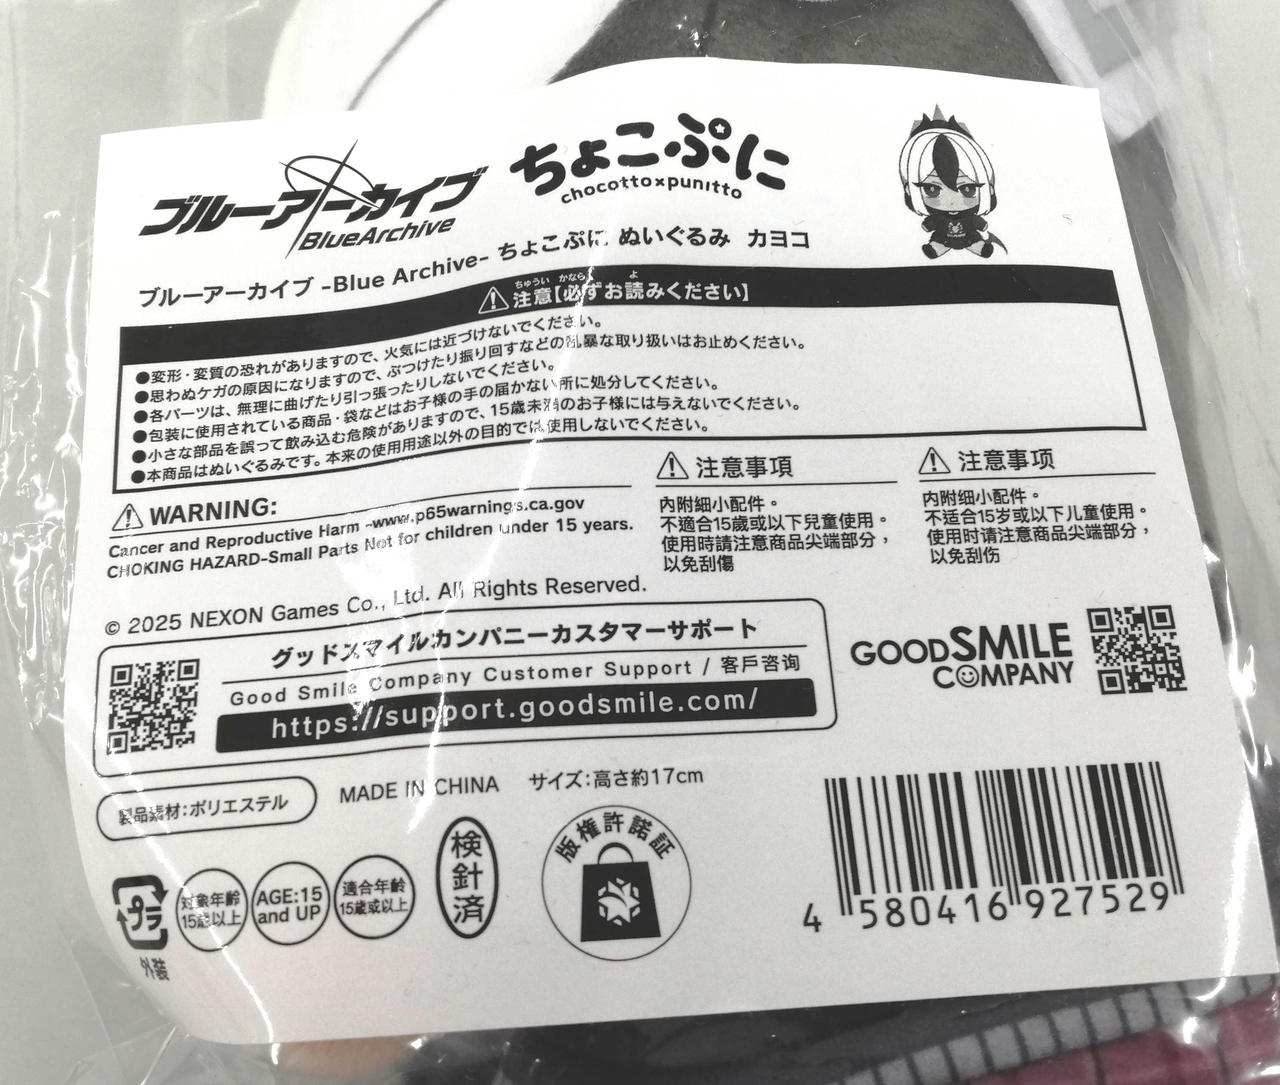 ブルーアーカイブ
BlueArchive
ちょこぷに
chocotto×punitto
ブルーアーカイブ -Blue Archive- ちょこぷに ぬいぐるみ カヨコ
ちゅうい かなら よ
注意【必ずお読みください】
●変形・変質の恐れがありますので、火気には近づけないでください。
●思わぬケガの原因になりますので、ぶつけたり振り回すなどの乱暴な取り扱いはお止めください。
●各パーツは、無理に曲げたり引っ張ったりしないでください。
●包装に使用されている商品・袋などはお子様の手の届かない所に処分してください。
●小さな部品を誤って飲み込む危険がありますので、15歳未満のお子様には与えないでください。
●本商品はぬいぐるみです。本来の使用用途以外の目的では使用しないでください。
WARNING:
Cancer and Reproductive Harm -www.p65warnings.ca.gov
CHOKING HAZARD-Small Parts Not for children under 15 years.
注意事項
內附細小配件。
不適合15歲或以下兒童使用。
使用時請注意商品尖端部分，
以免刮傷
注意事项
内附细小配件。
不适合15岁或以下儿童使用。
使用时请注意商品尖端部分，
以免刮伤
© 2025 NEXON Games Co., Ltd. All Rights Reserved.
グッドスマイルカンパニーカスタマーサポート
Good Smile Company Customer Support / 客戶咨询
https://support.goodsmile.com/
GOODSMILE
COMPANY
製品素材:ポリエステル
MADE IN CHINA
サイズ:高さ約17cm
プラ
外装
対象年齢
15歳以上
AGE:15
and UP
適合年齡
15歲或以上
検針済
版権許諾証
4 580416 927529